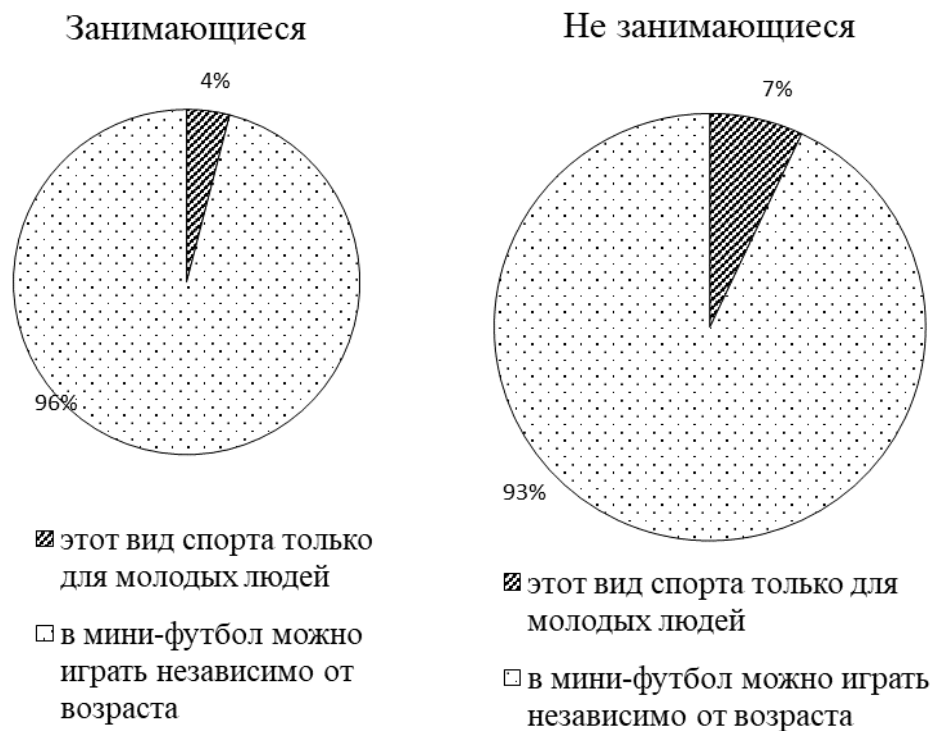 Занимающиеся
4%
96%
этот вид спорта только
для молодых людей
в мини-футбол можно
играть независимо от
возраста
Не занимающиеся
7%
93%
этот вид спорта только для
молодых людей
в мини-футбол можно играть
независимо от возраста